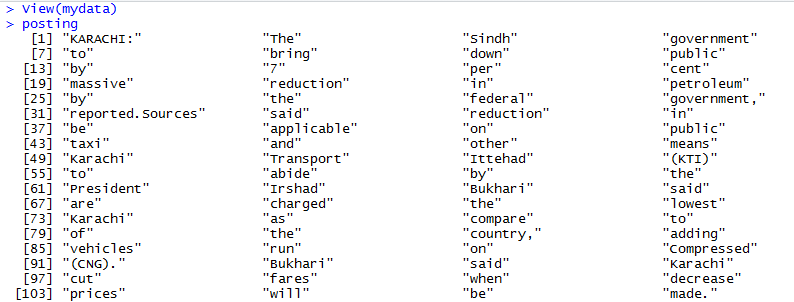 > View(mydata)
> posting
[1] "KARACHI:" "The" "Sindh" "government"
[7] "to" "bring" "down" "public"
[13] "by" "7" "per" "cent"
[19] "massive" "reduction" "in" "petroleum"
[25] "by" "the" "federal" "government,"
[31] "reported.Sources" "said" "reduction" "in"
[37] "be" "applicable" "on" "public"
[43] "taxi" "and" "other" "means"
[49] "Karachi" "Transport" "Ittehad" "(KTI)"
[55] "to" "abide" "by" "the"
[61] "President" "Irshad" "Bukhari" "said"
[67] "are" "charged" "the" "lowest"
[73] "Karachi" "as" "compare" "to"
[79] "of" "the" "country," "adding"
[85] "vehicles" "run" "on" "Compressed"
[91] "(CNG)." "Bukhari" "said" "Karachi"
[97] "cut" "fares" "when" "decrease"
[103] "prices" "will" "be" "made."